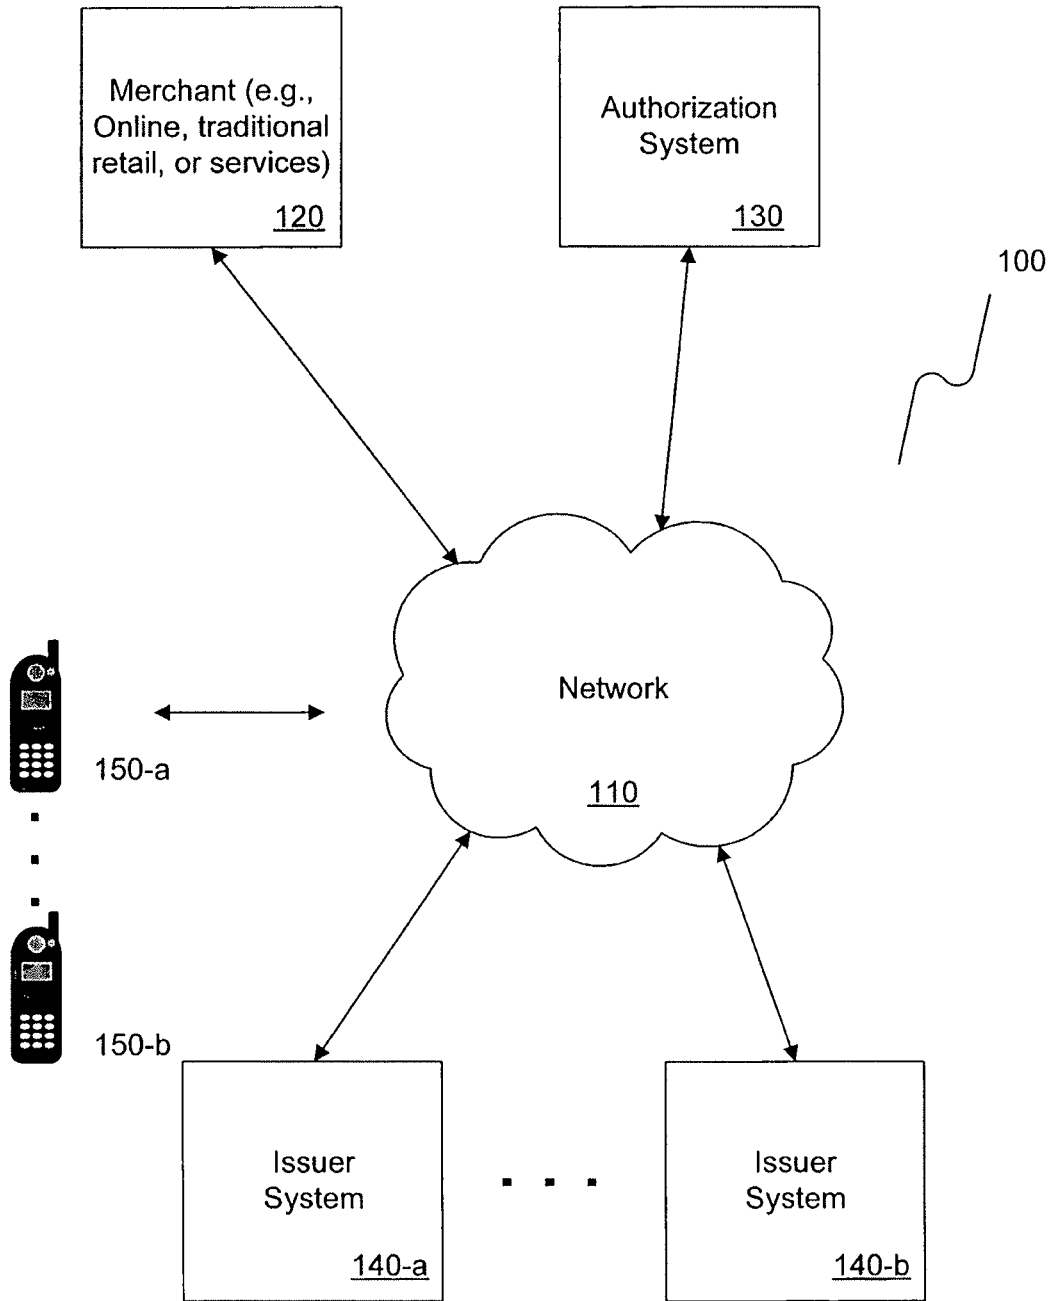 Merchant (e.g.,
Online, traditional
retail, or services)
120
Authorization
System
130
100
Network
110
150-a
150-b
Issuer
System
140-a
Issuer
System
140-b